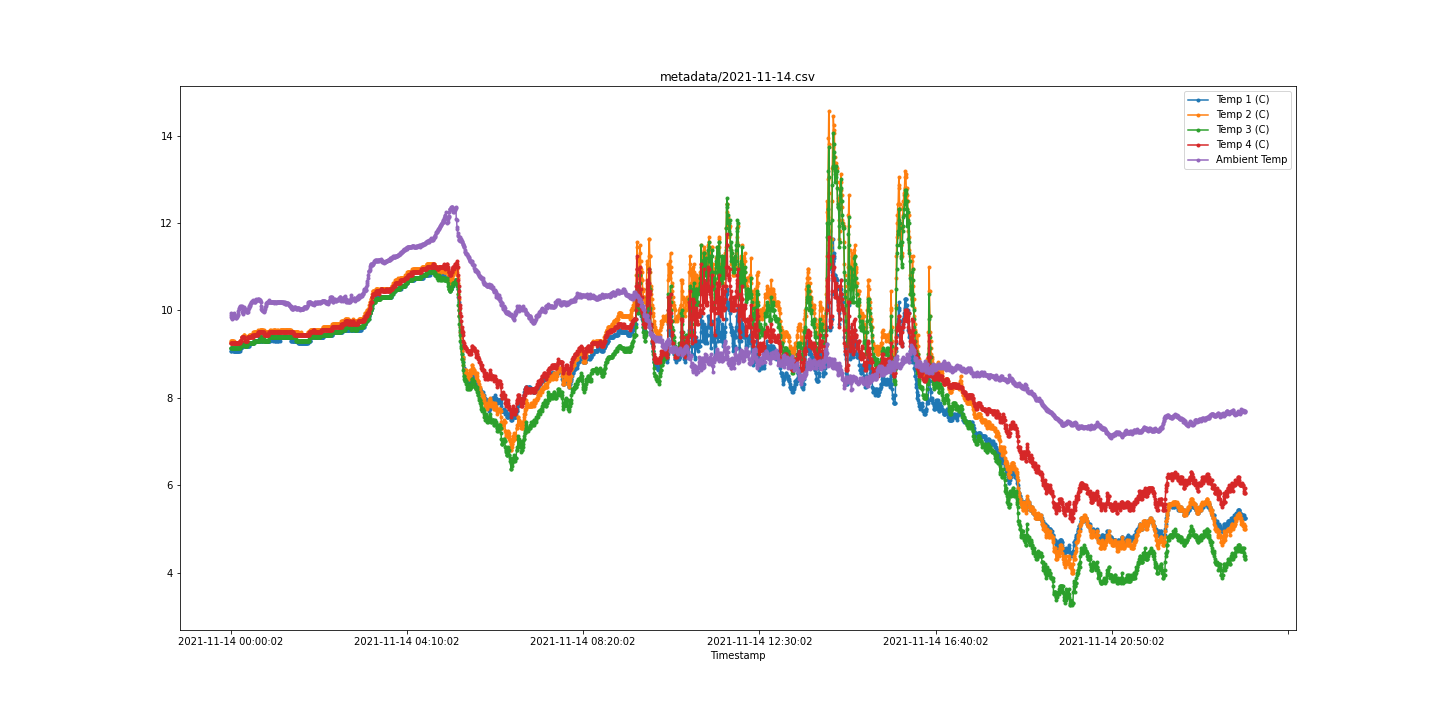 metadata/2021-11-14.csv
Temp 1 (C)
Temp 2 (C)
Temp 3 (C)
Temp 4 (C)
Ambient Temp
14
12
10
8
6
4
2021-11-14 00:00:02 2021-11-14 04:10:02 2021-11-14 08:20:02 2021-11-14 12:30:02 2021-11-14 16:40:02 2021-11-14 20:50:02
Timestamp